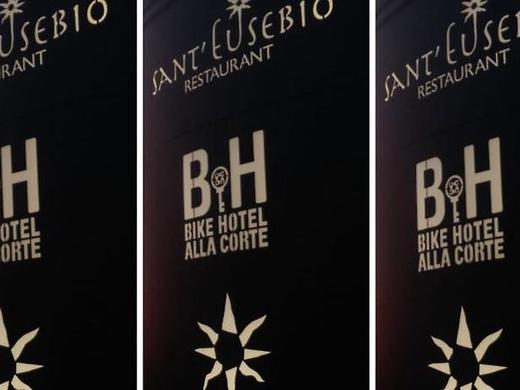 SANT'EUSEBIO
RESTAURANT
BH
BIKE HOTEL
ALLA CORTE